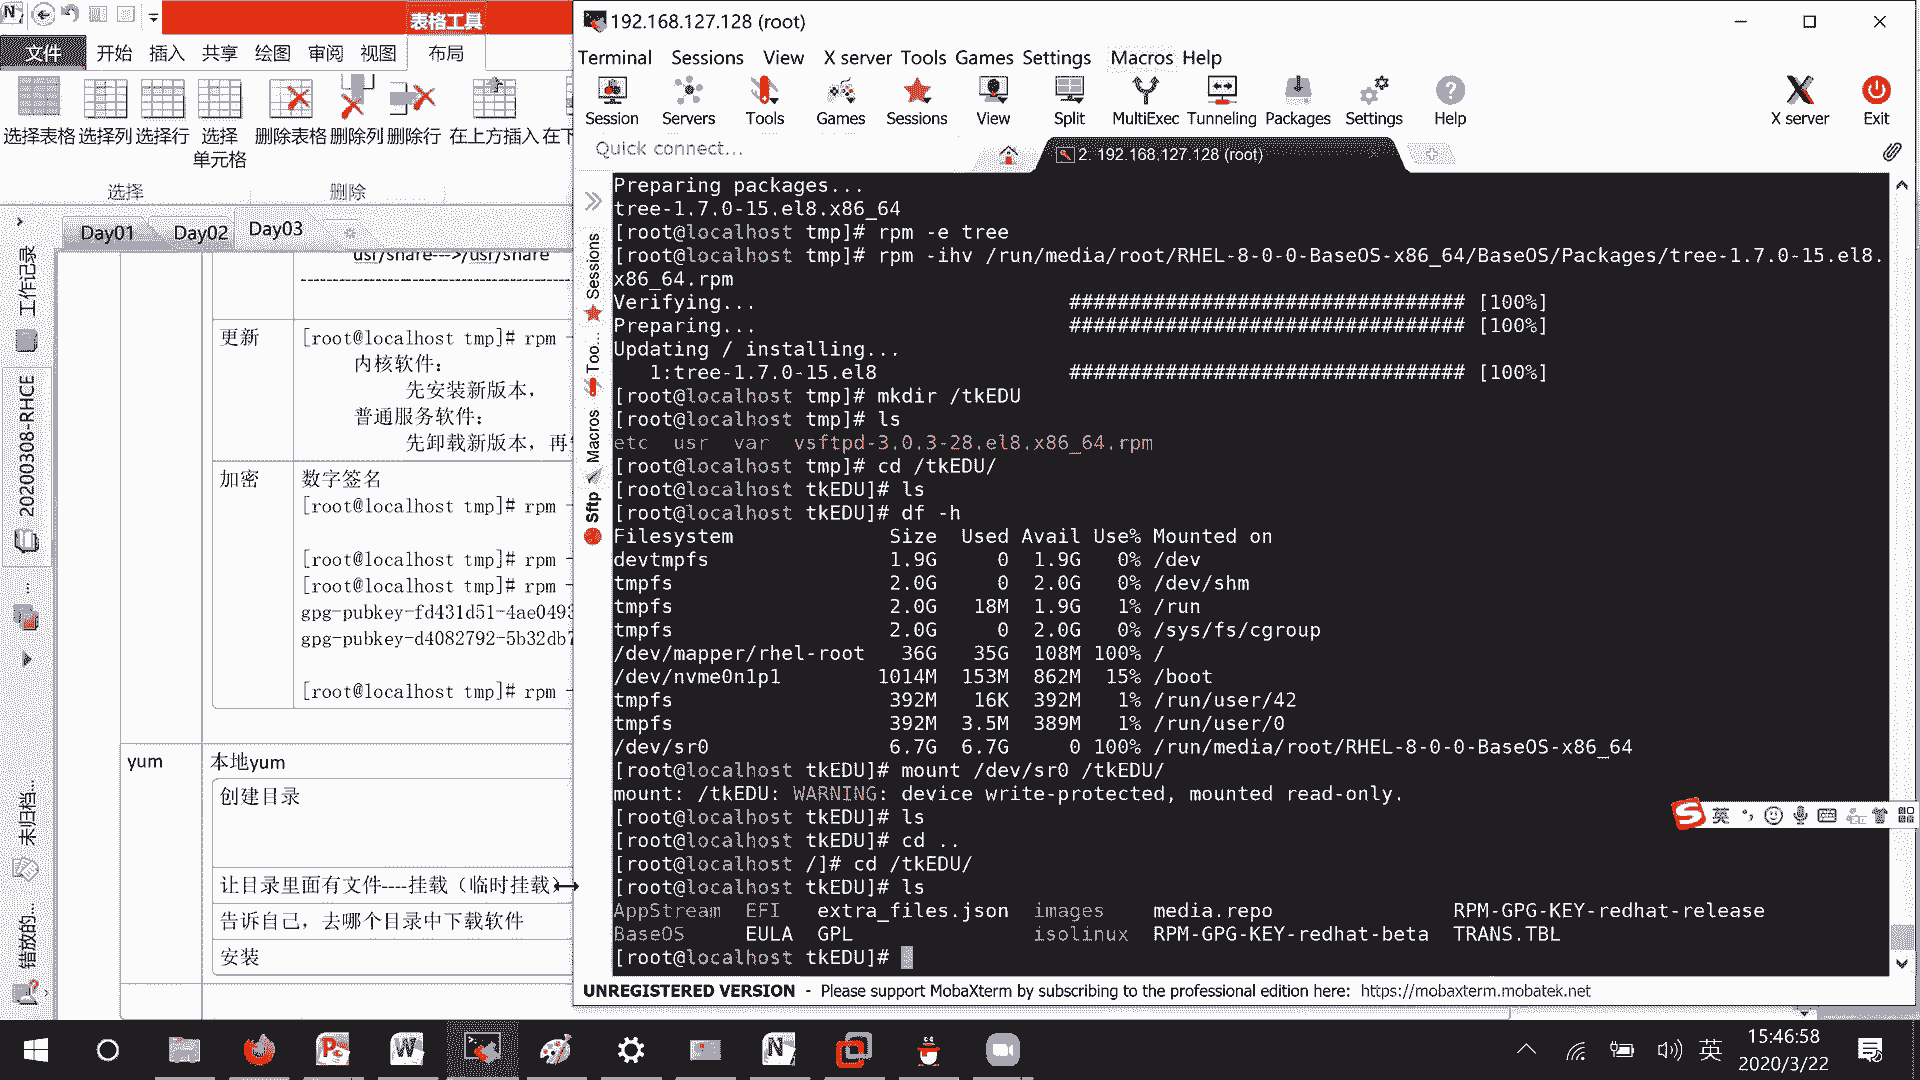 表格工具
文件 开始 插入 共享 绘图 审阅 视图 布局
选择表格 选择列 选择行 选择单元格 删除表格 删除列 删除行 在上方插入 在下
选择 删除
Day01 Day02 Day03
工作记录
20200308-RHCE
未归档...
错放的...
usr/share--->/usr/share
更新 [root@localhost tmp]# rpm -
内核软件：
先安装新版本，
普通服务软件：
先卸载新版本，再
加密 数字签名
[root@localhost tmp]# rpm -
[root@localhost tmp]# rpm -
[root@localhost tmp]# rpm -
gpg-pubkey-fd431d51-4ae0493
gpg-pubkey-d4082792-5b32db7
[root@localhost tmp]# rpm -
yum 本地yum
创建目录
让目录里面有文件----挂载（临时挂载）
告诉自己，去哪个目录中下载软件
安装
192.168.127.128 (root)
Terminal Sessions View X server Tools Games Settings Macros Help
Session Servers Tools Games Sessions View Split MultiExec Tunneling Packages Settings Help X server Exit
Quick connect...
2. 192.168.127.128 (root)
Sessions
Too...
Macros
Sftp
Preparing packages...
tree-1.7.0-15.el8.x86_64
[root@localhost tmp]# rpm -e tree
[root@localhost tmp]# rpm -ihv /run/media/root/RHEL-8-0-0-BaseOS-x86_64/BaseOS/Packages/tree-1.7.0-15.el8.
x86_64.rpm
Verifying... ################################# [100%]
Preparing... ################################# [100%]
Updating / installing...
1:tree-1.7.0-15.el8 ################################# [100%]
[root@localhost tmp]# mkdir /tkEDU
[root@localhost tmp]# ls
etc usr var vsftpd-3.0.3-28.el8.x86_64.rpm
[root@localhost tmp]# cd /tkEDU/
[root@localhost tkEDU]# ls
[root@localhost tkEDU]# df -h
Filesystem Size Used Avail Use% Mounted on
devtmpfs 1.9G 0 1.9G 0% /dev
tmpfs 2.0G 0 2.0G 0% /dev/shm
tmpfs 2.0G 18M 1.9G 1% /run
tmpfs 2.0G 0 2.0G 0% /sys/fs/cgroup
/dev/mapper/rhel-root 36G 35G 108M 100% /
/dev/nvme0n1p1 1014M 153M 862M 15% /boot
tmpfs 392M 16K 392M 1% /run/user/42
tmpfs 392M 3.5M 389M 1% /run/user/0
/dev/sr0 6.7G 6.7G 0 100% /run/media/root/RHEL-8-0-0-BaseOS-x86_64
[root@localhost tkEDU]# mount /dev/sr0 /tkEDU/
mount: /tkEDU: WARNING: device write-protected, mounted read-only.
[root@localhost tkEDU]# ls
[root@localhost tkEDU]# cd ..
[root@localhost /]# cd /tkEDU/
[root@localhost tkEDU]# ls
AppStream EFI extra_files.json images media.repo RPM-GPG-KEY-redhat-release
BaseOS EULA GPL isolinux RPM-GPG-KEY-redhat-beta TRANS.TBL
[root@localhost tkEDU]#
UNREGISTERED VERSION - Please support MobaXterm by subscribing to the professional edition here: https://mobaxterm.mobatek.net
英
英
15:46:58
2020/3/22